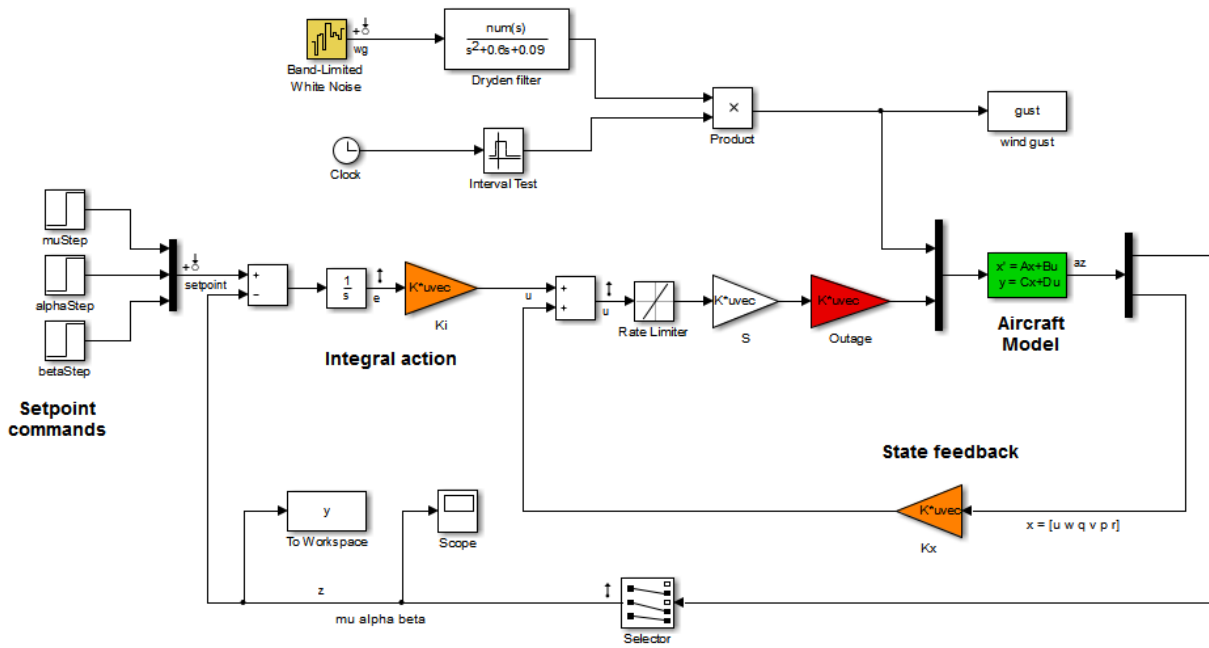 num(s)
s²+0.6s+0.09
wg
Band-Limited
White Noise
Dryden filter
×
Product
gust
wind gust
Clock
Interval Test
muStep
alphaStep
betaStep
Setpoint
commands
setpoint
+
−
1
s
e
K*uvec
Ki
Integral action
u
+
+
u
Rate Limiter
K*uvec
S
K*uvec
Outage
x' = Ax+Bu
y = Cx+Du
az
Aircraft
Model
State feedback
K*uvec
Kx
x = [u w q v p r]
y
To Workspace
Scope
z
mu alpha beta
Selector